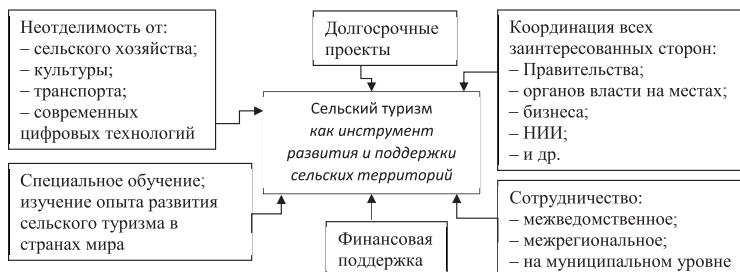 Неотделимость от:
– сельского хозяйства;
– культуры;
– транспорта;
– современных
цифровых технологий
Долгосрочные
проекты
Координация всех
заинтересованных сторон:
– Правительства;
– органов власти на местах;
– бизнеса;
– НИИ;
– и др.
Сельский туризм
как инструмент
развития и поддержки
сельских территорий
Специальное обучение;
изучение опыта развития
сельского туризма в
странах мира
Финансовая
поддержка
Сотрудничество:
– межведомственное;
– межрегиональное;
– на муниципальном уровне